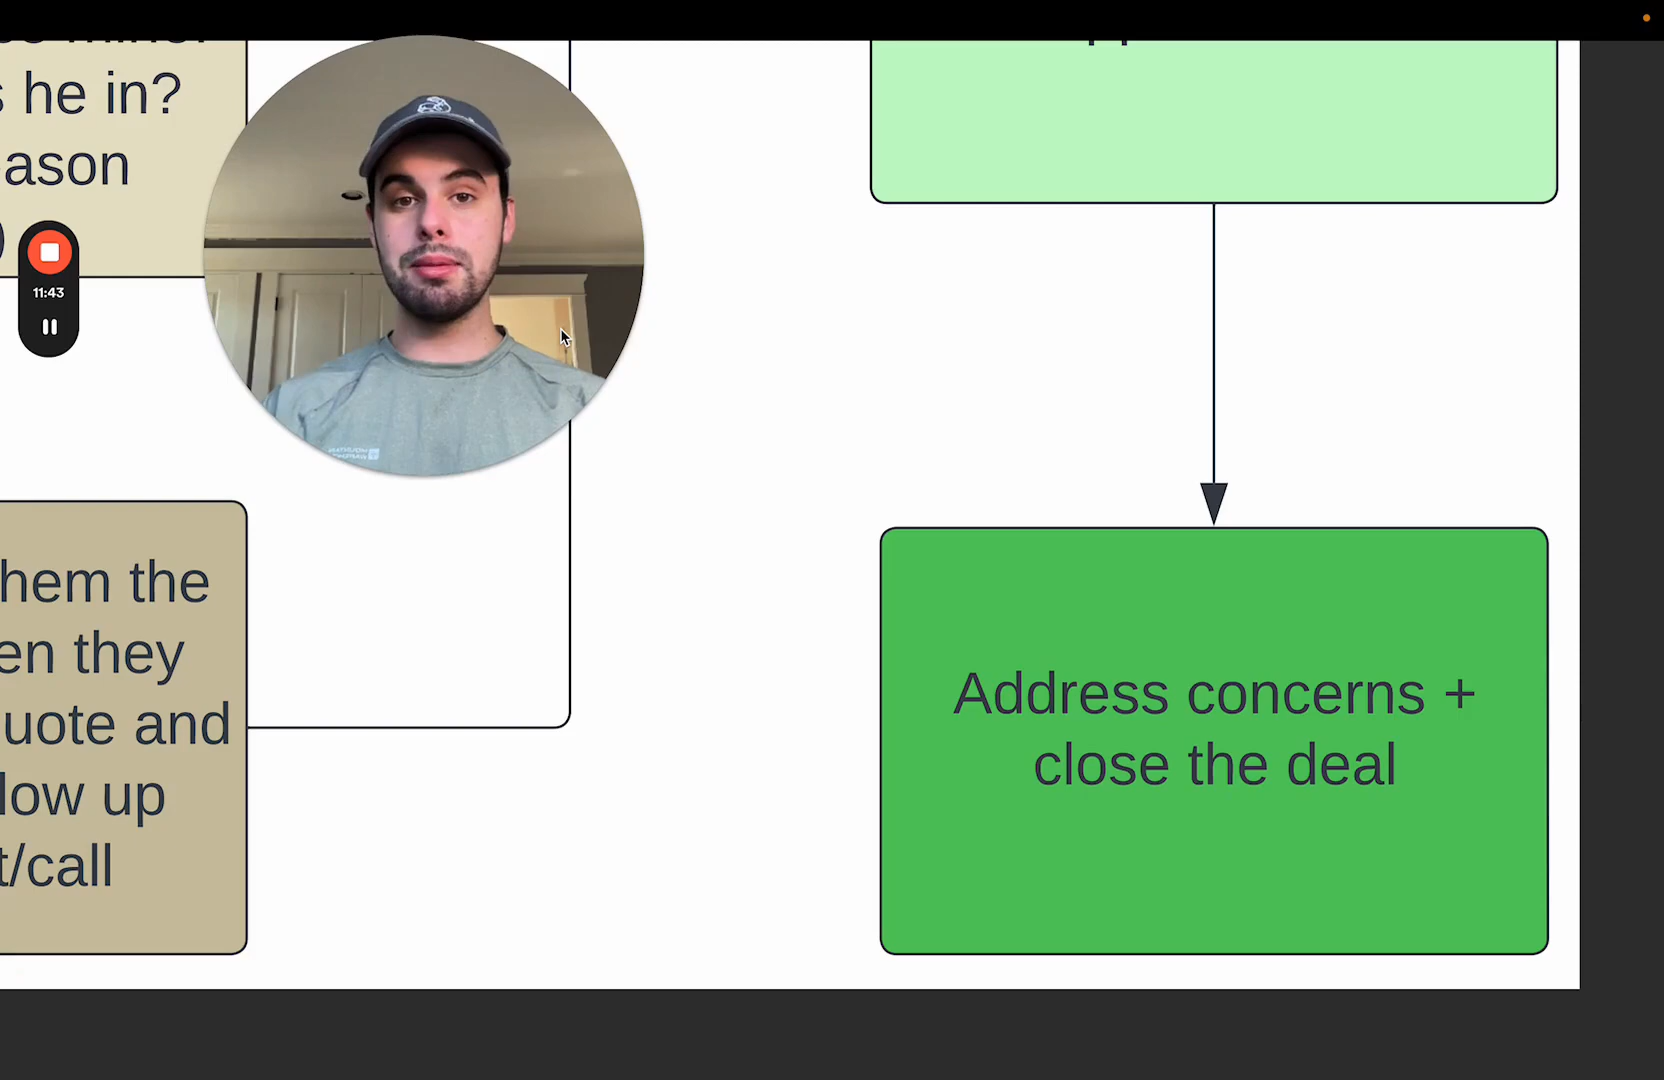 s he in?
ason
)
11:43
hem the
en they
uote and
low up
t/call
Address concerns +
close the deal